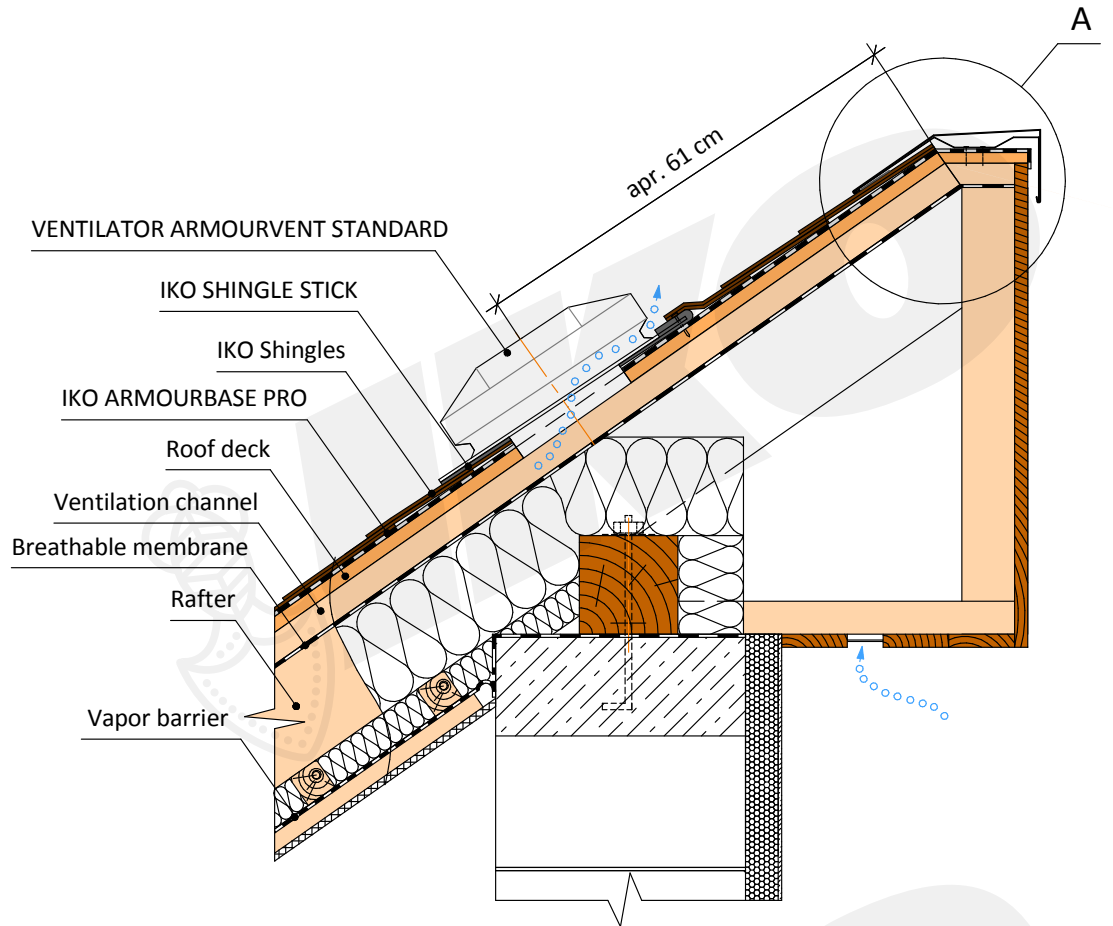 A
apr. 61 cm
VENTILATOR ARMOURVENT STANDARD
IKO SHINGLE STICK
IKO Shingles
IKO ARMOURBASE PRO
Roof deck
Ventilation channel
Breathable membrane
Rafter
Vapor barrier
IKO